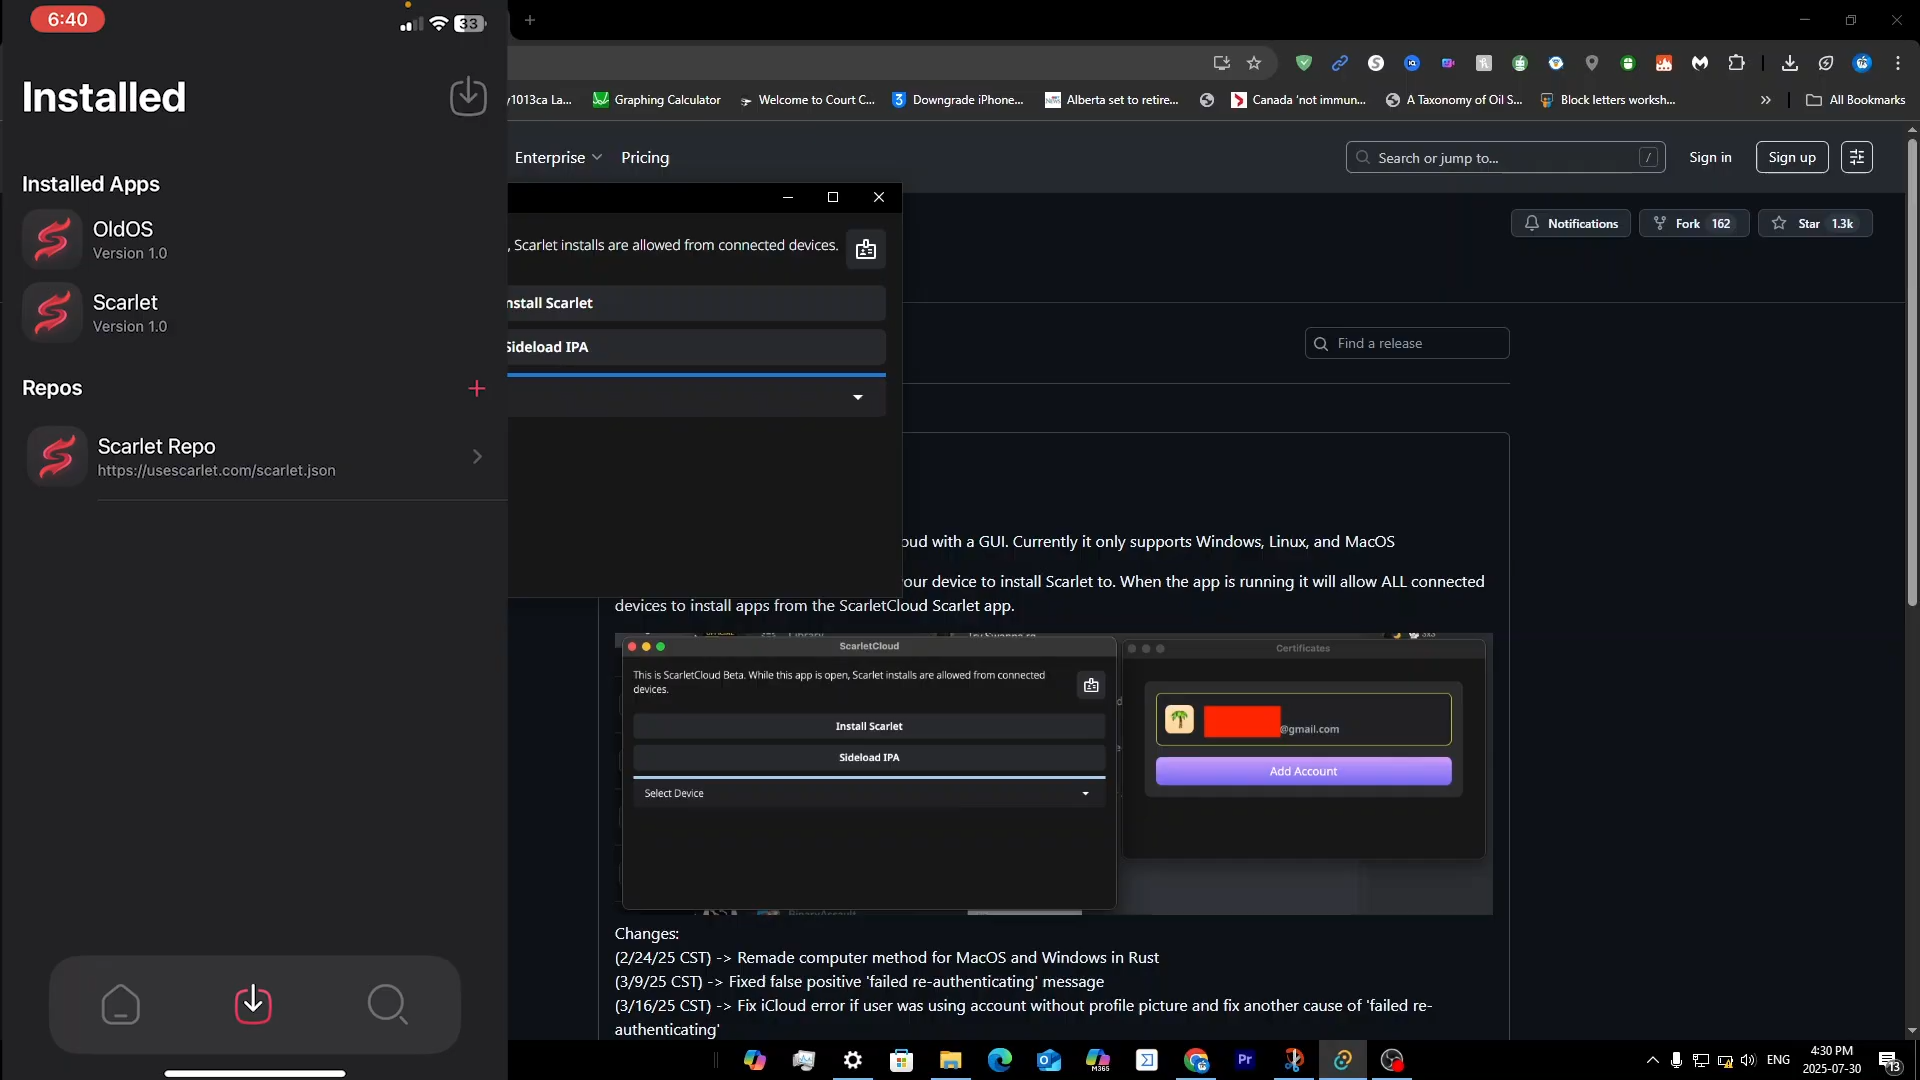 6:40
33
Installed
Installed Apps
OldOS
Version 1.0
Scarlet
Version 1.0
Repos
+
Scarlet Repo
https://usescarlet.com/scarlet.json
y1013ca La...
Graphing Calculator
Welcome to Court C...
Downgrade iPhone...
Alberta set to retire...
Canada 'not immun...
A Taxonomy of Oil S...
Block letters worksh...
All Bookmarks
Enterprise
Pricing
Search or jump to...
/
Sign in
Sign up
Notifications
Fork 162
Star 1.3k
, Scarlet installs are allowed from connected devices.
nstall Scarlet
Sideload IPA
Find a release
oud with a GUI. Currently it only supports Windows, Linux, and MacOS
our device to install Scarlet to. When the app is running it will allow ALL connected
devices to install apps from the ScarletCloud Scarlet app.
ScarletCloud
This is ScarletCloud Beta. While this app is open, Scarlet installs are allowed from connected
devices.
Install Scarlet
Sideload IPA
Select Device
Certificates
@gmail.com
Add Account
Changes:
(2/24/25 CST) -> Remade computer method for MacOS and Windows in Rust
(3/9/25 CST) -> Fixed false positive 'failed re-authenticating' message
(3/16/25 CST) -> Fix iCloud error if user was using account without profile picture and fix another cause of 'failed re-
authenticating'
M365
Pr
ENG
4:30 PM
2025-07-30
13